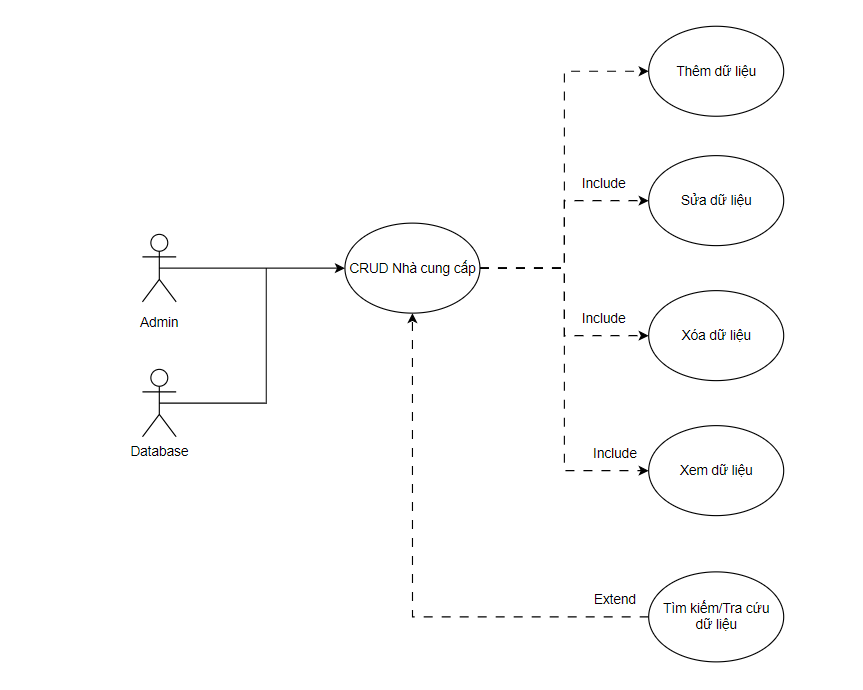 Thêm dữ liệu
Include
Sửa dữ liệu
CRUD Nhà cung cấp
Admin
Include
Xóa dữ liệu
Database
Include
Xem dữ liệu
Extend
Tìm kiếm/Tra cứu
dữ liệu